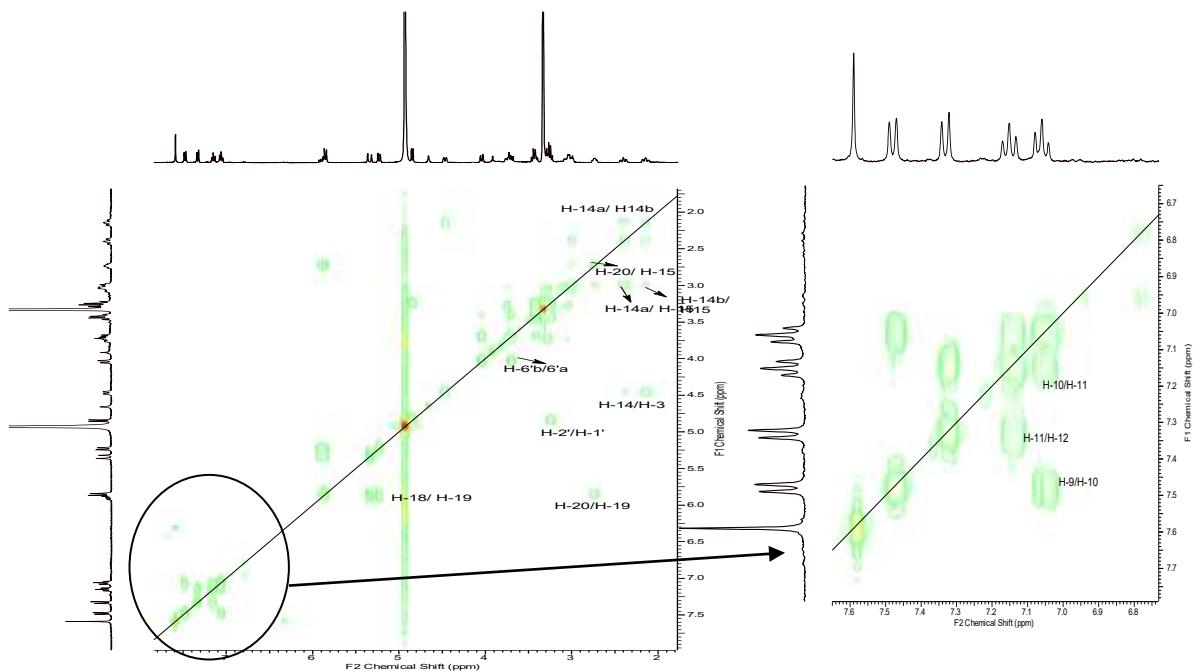 H-14a/ H14b
H-20/ H-15
H-14b/
H-14a/ H-15
H15
H-6'b/6'a
H-14/H-3
H-2'/H-1'
H-18/ H-19
H-20/H-19
2.0
2.5
3.0
3.5
4.0
4.5
5.0
5.5
6.0
6.5
7.0
7.5
F1 Chemical Shift (ppm)
7 6 5 4 3 2
F2 Chemical Shift (ppm)
H-10/H-11
H-11/H-12
H-9/H-10
6.7
6.8
6.9
7.0
7.1
7.2
7.3
7.4
7.5
7.6
7.7
F1 Chemical Shift (ppm)
7.6 7.5 7.4 7.3 7.2 7.1 7.0 6.9 6.8
F2 Chemical Shift (ppm)